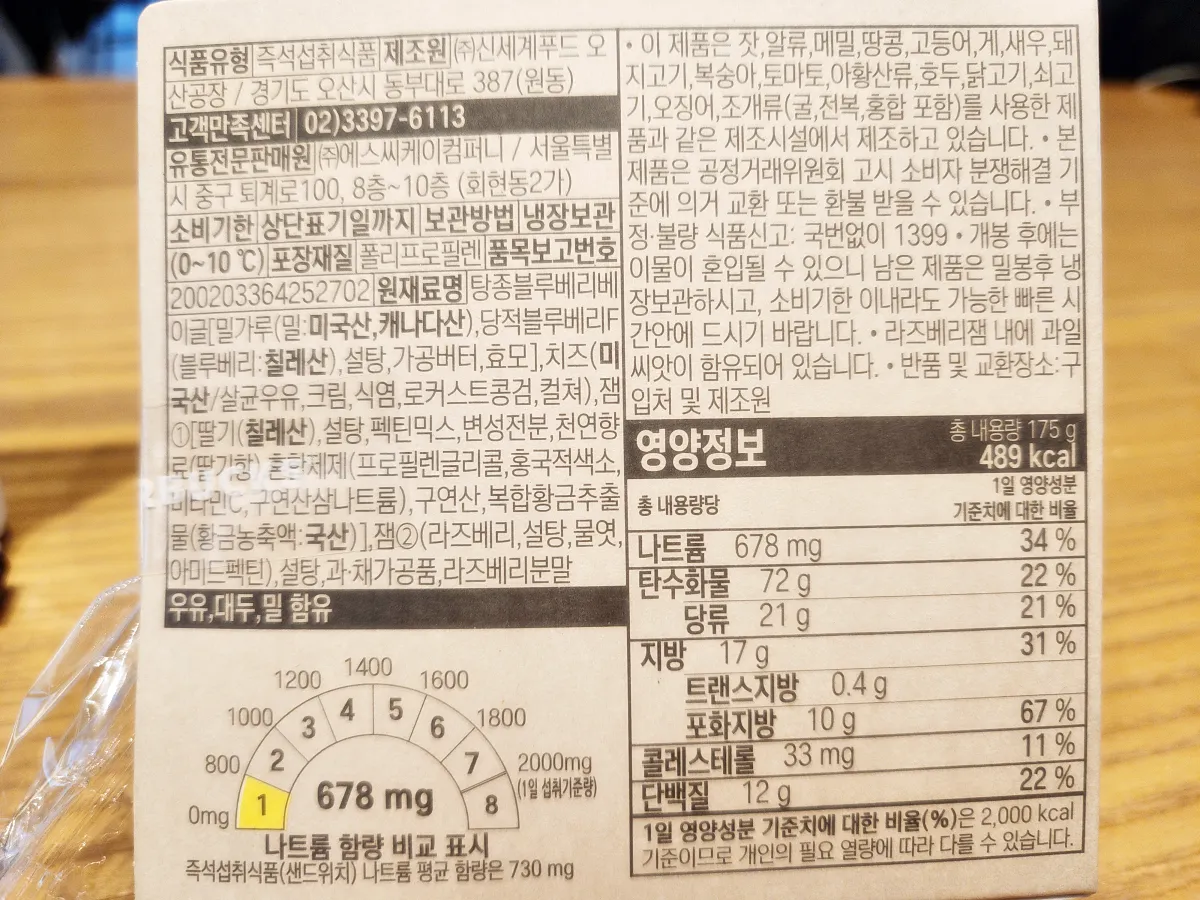 식품유형 즉석섭취식품 제조원 ㈜신세계푸드 오
산공장 / 경기도 오산시 동부대로 387(원동)
고객만족센터 02)3397-6113
유통전문판매원 ㈜에스씨케이컴퍼니 / 서울특별
시 중구 퇴계로100, 8층~10층 (회현동2가)
소비기한 상단표기일까지 보관방법 냉장보관
(0~10 ℃) 포장재질 폴리프로필렌 품목보고번호
200203364252702 원재료명 탕종블루베리베
이글[밀가루(밀:미국산,캐나다산),당적블루베리F
(블루베리:칠레산),설탕,가공버터,효모],치즈(미
국산/살균우유,크림,식염,로커스트콩검,컬쳐),잼
①[딸기(칠레산),설탕,펙틴믹스,변성전분,천연향
료(딸기향),혼합제제(프로필렌글리콜,홍국적색소,
비타민C,구연산삼나트륨),구연산,복합황금추출
물(황금농축액:국산)],잼②(라즈베리,설탕,물엿,
아미드펙틴),설탕,과·채가공품,라즈베리분말
우유,대두,밀 함유
0mg
800
1000
1200
1400
1600
1800
2000mg
(1일 섭취기준량)
1
2
3
4
5
6
7
8
678 mg
나트륨 함량 비교 표시
즉석섭취식품(샌드위치) 나트륨 평균 함량은 730 mg
• 이 제품은 잣,알류,메밀,땅콩,고등어,게,새우,돼
지고기,복숭아,토마토,아황산류,호두,닭고기,쇠고
기,오징어,조개류(굴,전복,홍합 포함)를 사용한 제
품과 같은 제조시설에서 제조하고 있습니다. • 본
제품은 공정거래위원회 고시 소비자 분쟁해결 기
준에 의거 교환 또는 환불 받을 수 있습니다. • 부
정·불량 식품신고: 국번없이 1399 • 개봉 후에는
이물이 혼입될 수 있으니 남은 제품은 밀봉후 냉
장보관하시고, 소비기한 이내라도 가능한 빠른 시
간안에 드시기 바랍니다. • 라즈베리잼 내에 과일
씨앗이 함유되어 있습니다. • 반품 및 교환장소:구
입처 및 제조원
영양정보
총 내용량 175 g
489 kcal
총 내용량당
1일 영양성분
기준치에 대한 비율
나트륨 678 mg 34 %
탄수화물 72 g 22 %
당류 21 g 21 %
지방 17 g 31 %
트랜스지방 0.4 g
포화지방 10 g 67 %
콜레스테롤 33 mg 11 %
단백질 12 g 22 %
1일 영양성분 기준치에 대한 비율(%)은 2,000 kcal
기준이므로 개인의 필요 열량에 따라 다를 수 있습니다.